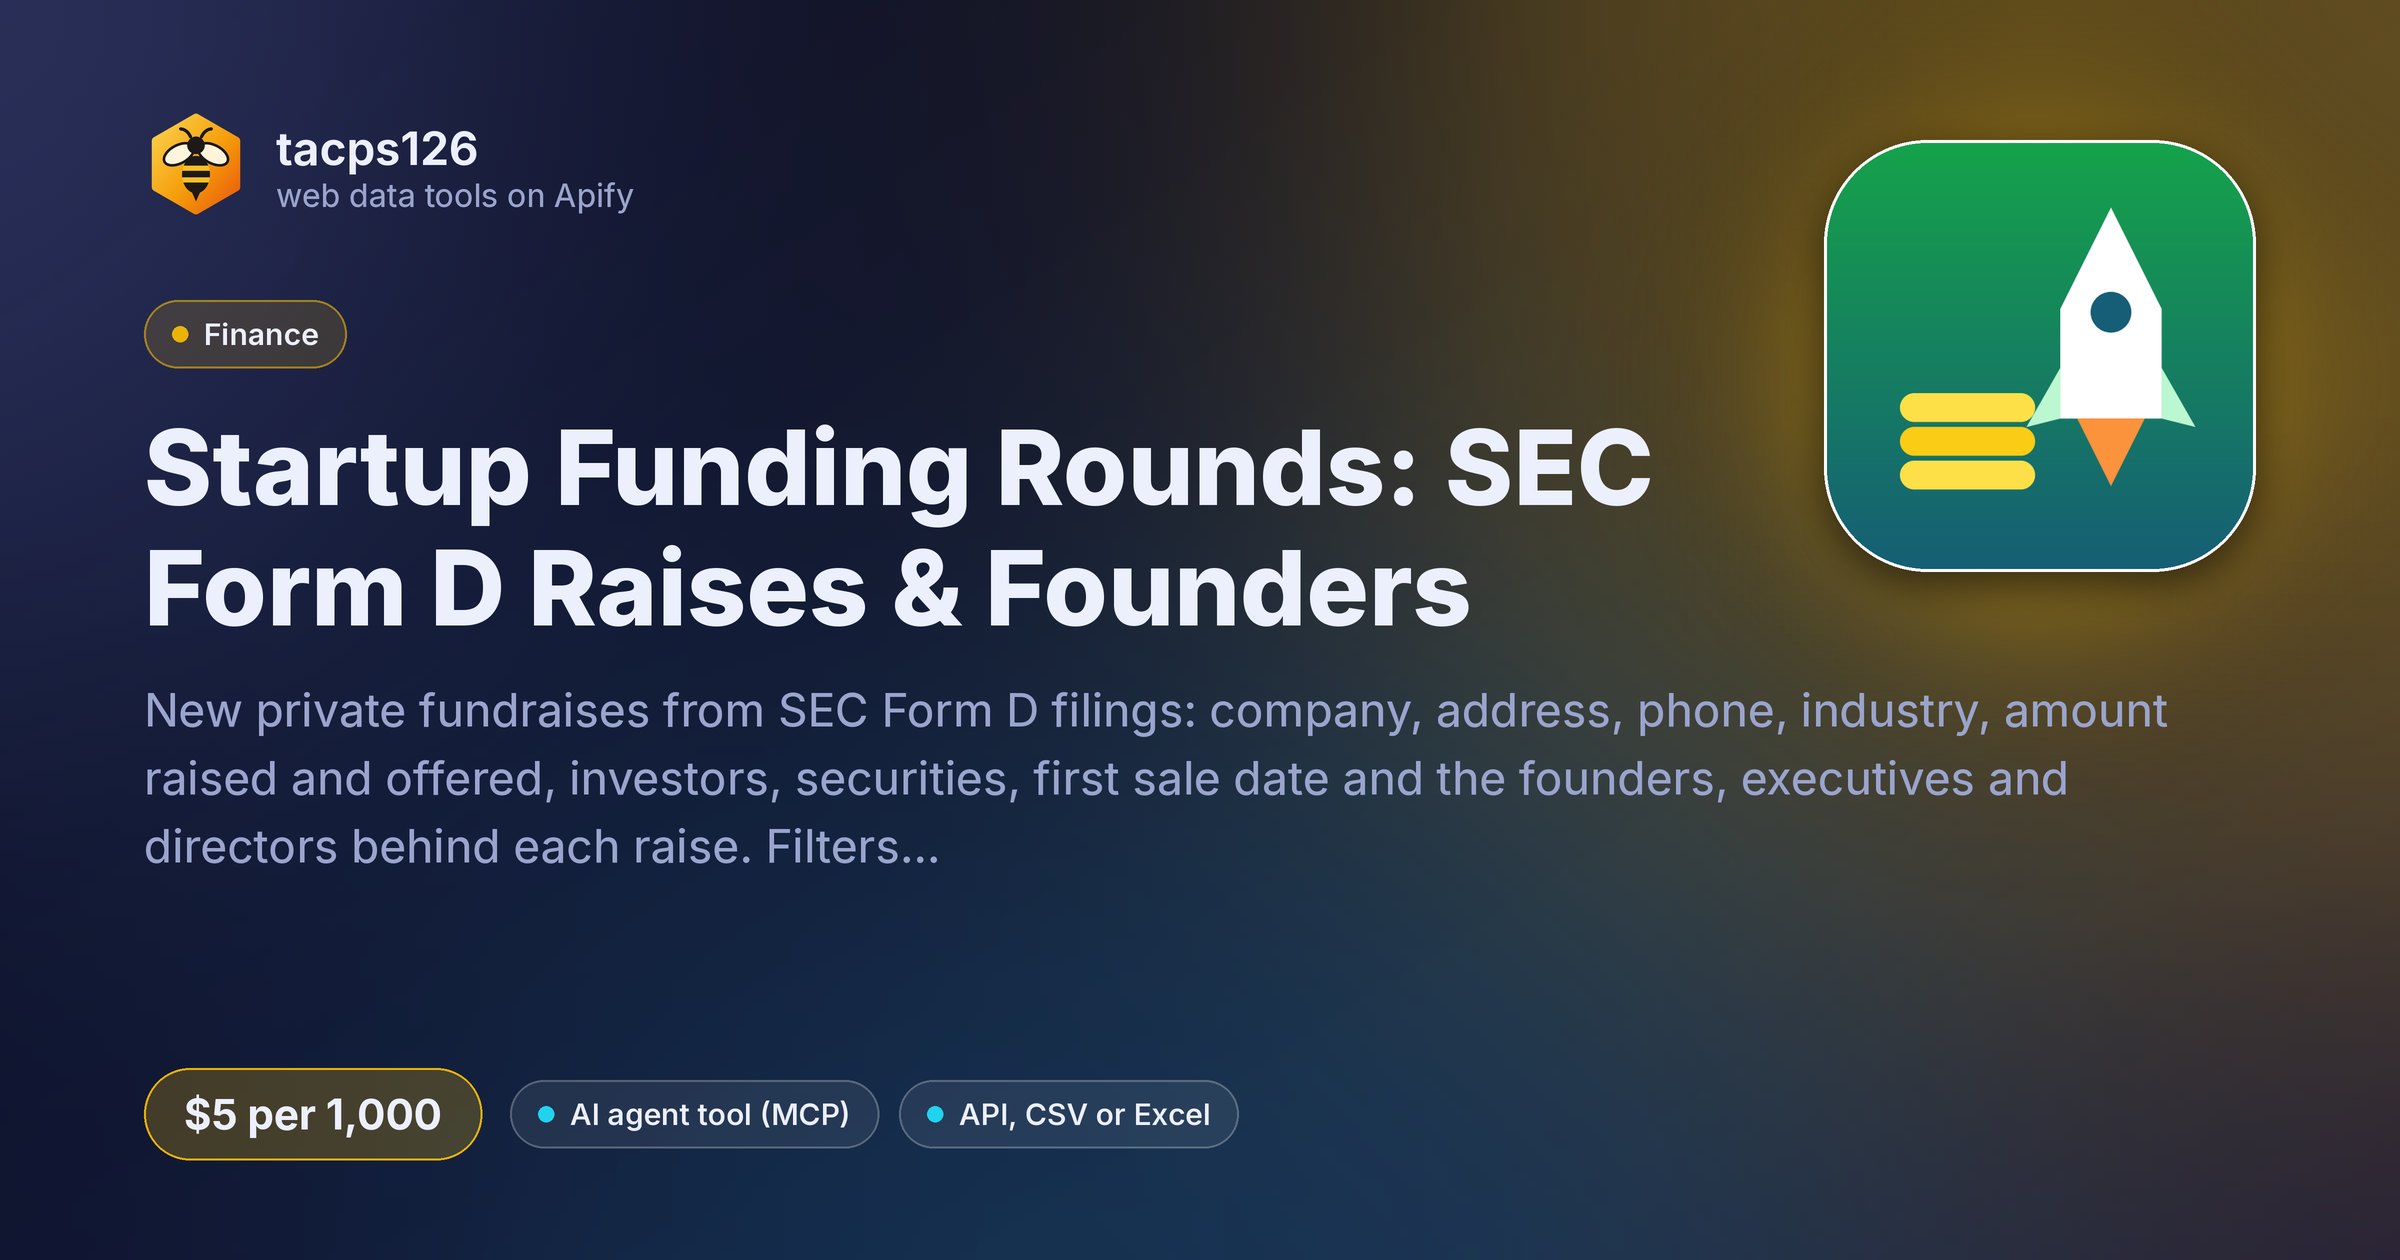 tacps126
web data tools on Apify
Finance
Startup Funding Rounds: SEC
Form D Raises & Founders
New private fundraises from SEC Form D filings: company, address, phone, industry, amount
raised and offered, investors, securities, first sale date and the founders, executives and
directors behind each raise. Filters...
$5 per 1,000
AI agent tool (MCP)
API, CSV or Excel